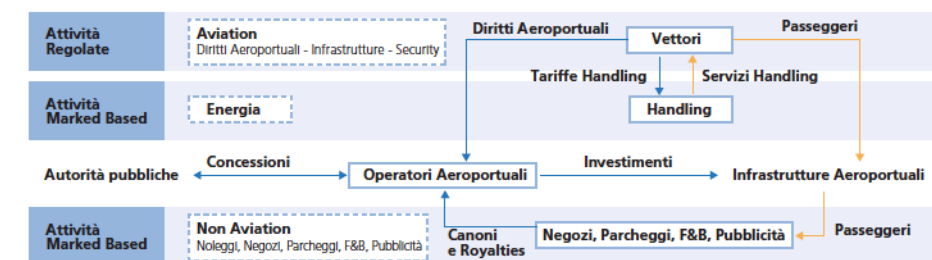 Attività
Regolate
Aviation
Diritti Aeroportuali - Infrastrutture - Security
Diritti Aeroportuali
Vettori
Passeggeri
Tariffe Handling
Servizi Handling
Attività
Marked Based
Energia
Handling
Autorità pubbliche
Concessioni
Operatori Aeroportuali
Investimenti
Infrastrutture Aeroportuali
Attività
Marked Based
Non Aviation
Noleggi, Negozi, Parcheggi, F&B, Pubblicità
Canoni
e Royalties
Negozi, Parcheggi, F&B, Pubblicità
Passeggeri